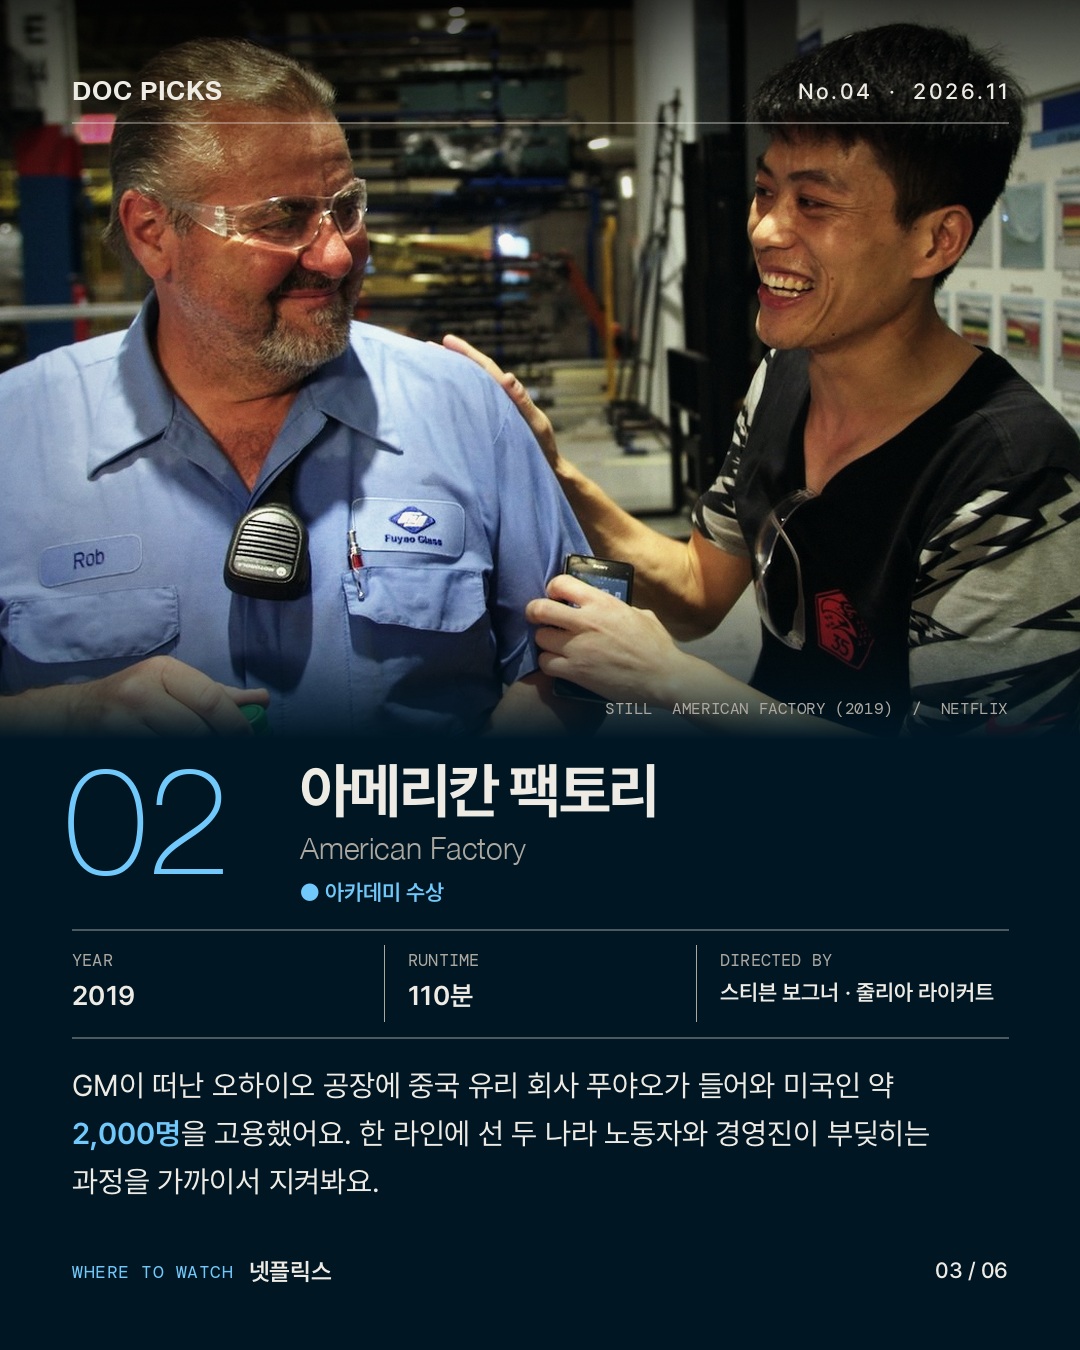 DOC PICKS
No.04 · 2026.11
Rob
Fuyao Glass
SONY
35
STILL AMERICAN FACTORY (2019) / NETFLIX
02
아메리칸 팩토리
American Factory
● 아카데미 수상
YEAR
2019
RUNTIME
110분
DIRECTED BY
스티븐 보그너 · 줄리아 라이커트
GM이 떠난 오하이오 공장에 중국 유리 회사 푸야오가 들어와 미국인 약
2,000명을 고용했어요. 한 라인에 선 두 나라 노동자와 경영진이 부딪히는
과정을 가까이서 지켜봐요.
WHERE TO WATCH 넷플릭스
03 / 06